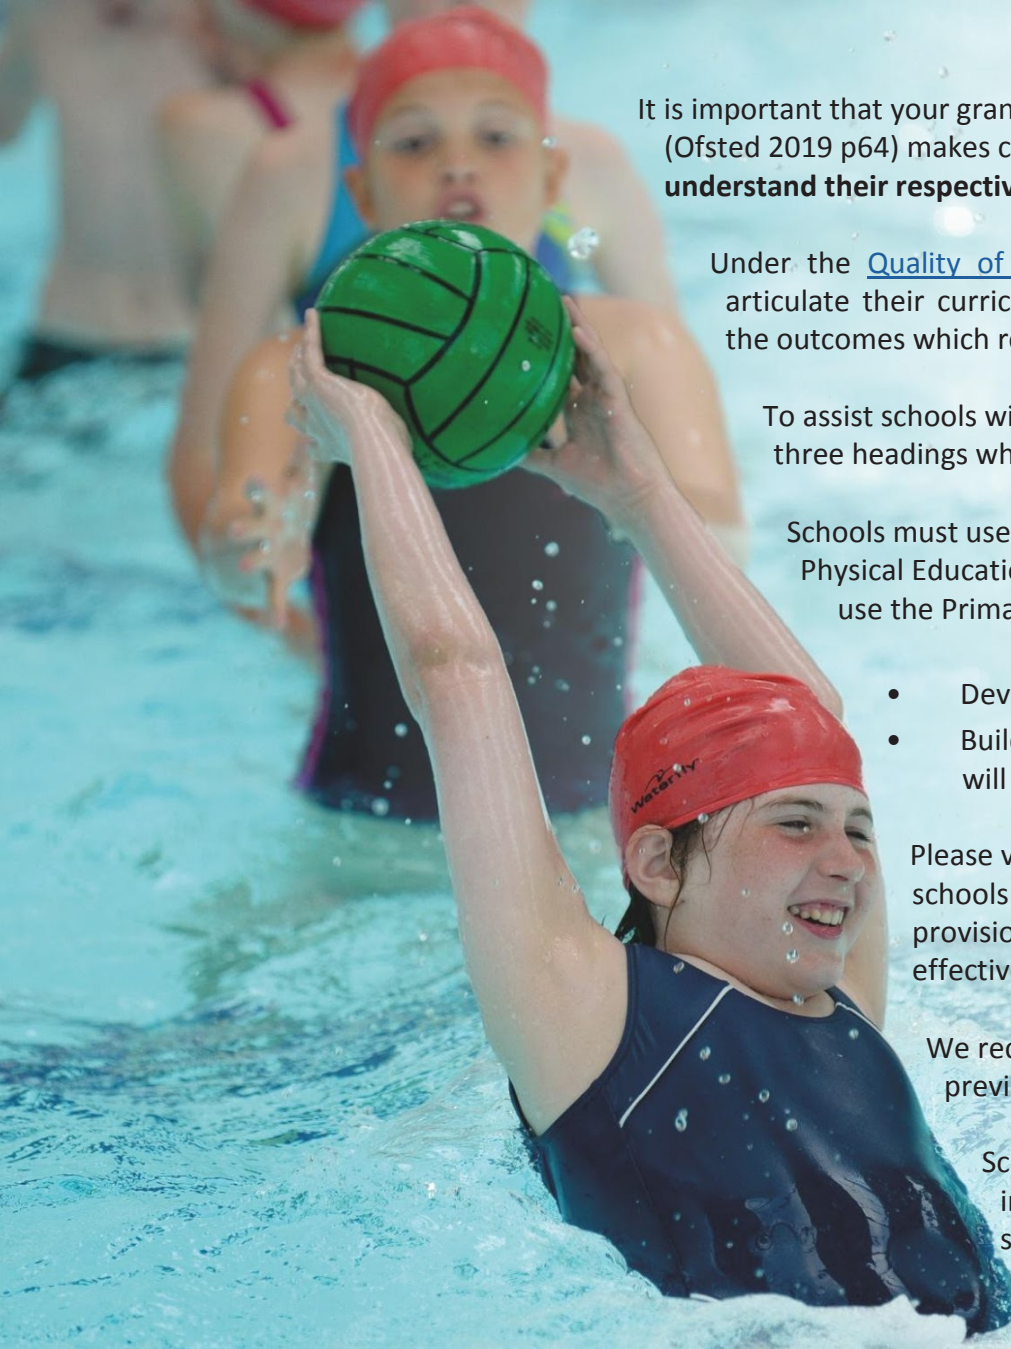 It is important that your gran
(Ofsted 2019 p64) makes c
understand their respectiv
Under the Quality of
articulate their curric
the outcomes which r
To assist schools wi
three headings wh
Schools must use
Physical Educatio
use the Prima
• Dev
• Buil
will
Please v
schools
provisio
effectiv
We rec
previ
Sc
i
s
Waterfly